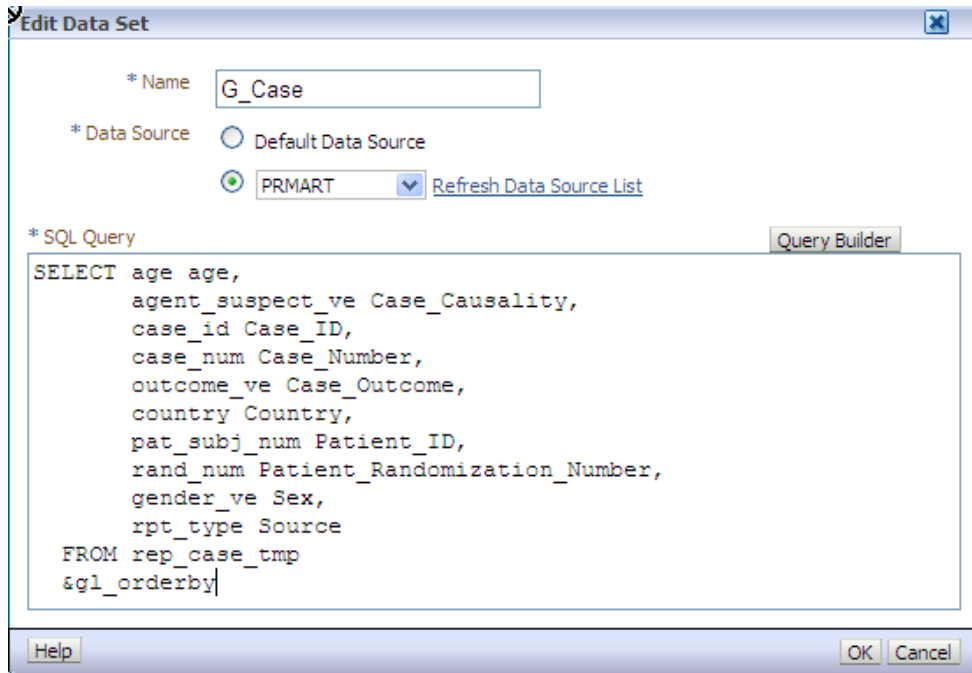 Edit Data Set
* Name
G_Case
* Data Source
Default Data Source
PRMART
Refresh Data Source List
* SQL Query
Query Builder
SELECT age age,
agent_suspect_ve Case_Causality,
case_id Case_ID,
case_num Case_Number,
outcome_ve Case_Outcome,
country Country,
pat_subj_num Patient_ID,
rand_num Patient_Randomization_Number,
gender_ve Sex,
rpt_type Source
FROM rep_case_tmp
&gl_orderby
Help
OK
Cancel